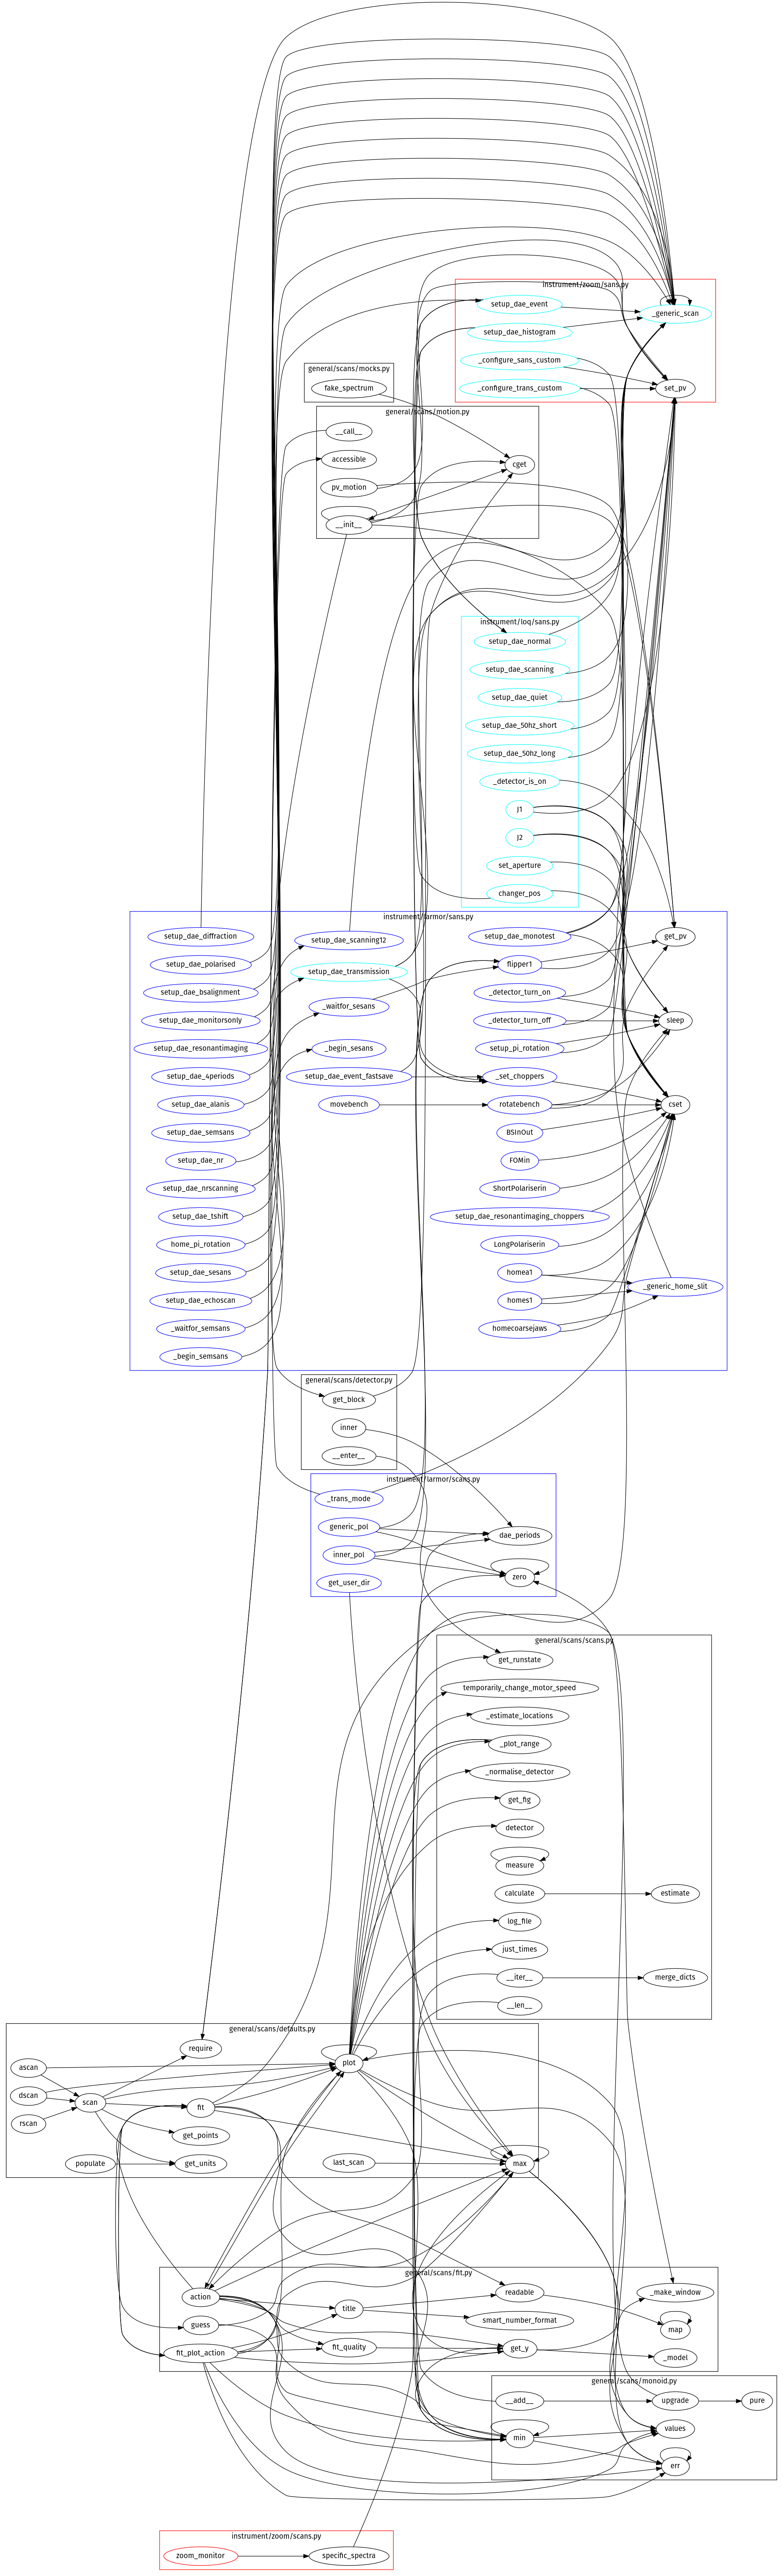 instrument/zoom/sans.py
setup_dae_event
_generic_scan
setup_dae_histogram
_configure_sans_custom
_configure_trans_custom
set_pv
general/scans/mocks.py
fake_spectrum
general/scans/motion.py
__call__
accessible
cget
pv_motion
__init__
instrument/loq/sans.py
setup_dae_normal
setup_dae_scanning
setup_dae_quiet
setup_dae_50hz_short
setup_dae_50hz_long
_detector_is_on
J1
J2
set_aperture
changer_pos
instrument/larmor/sans.py
setup_dae_diffraction
setup_dae_scanning12
setup_dae_monotest
get_pv
setup_dae_polarised
setup_dae_transmission
flipper1
setup_dae_bsalignment
_waitfor_sesans
_detector_turn_on
setup_dae_monitorsonly
_detector_turn_off
sleep
setup_dae_resonantimaging
_begin_sesans
setup_pi_rotation
setup_dae_4periods
setup_dae_event_fastsave
_set_choppers
setup_dae_alanis
movebench
rotatebench
cset
setup_dae_semsans
BSInOut
setup_dae_nr
FOMin
setup_dae_nrscanning
ShortPolariserin
setup_dae_tshift
setup_dae_resonantimaging_choppers
home_pi_rotation
LongPolariserin
setup_dae_sesans
homea1
_generic_home_slit
setup_dae_echoscan
homes1
_waitfor_semsans
homecoarsejaws
_begin_semsans
general/scans/detector.py
get_block
inner
__enter__
instrument/larmor/scans.py
_trans_mode
generic_pol
dae_periods
inner_pol
zero
get_user_dir
general/scans/scans.py
get_runstate
temporarily_change_motor_speed
_estimate_locations
_plot_range
_normalise_detector
get_fig
detector
measure
calculate
estimate
log_file
just_times
__iter__
merge_dicts
__len__
general/scans/defaults.py
require
plot
ascan
dscan
scan
fit
rscan
get_points
populate
get_units
last_scan
max
general/scans/fit.py
action
readable
_make_window
title
guess
smart_number_format
map
fit_plot_action
fit_quality
get_y
_model
general/scans/monoid.py
__add__
upgrade
pure
min
values
err
instrument/zoom/scans.py
zoom_monitor
specific_spectra